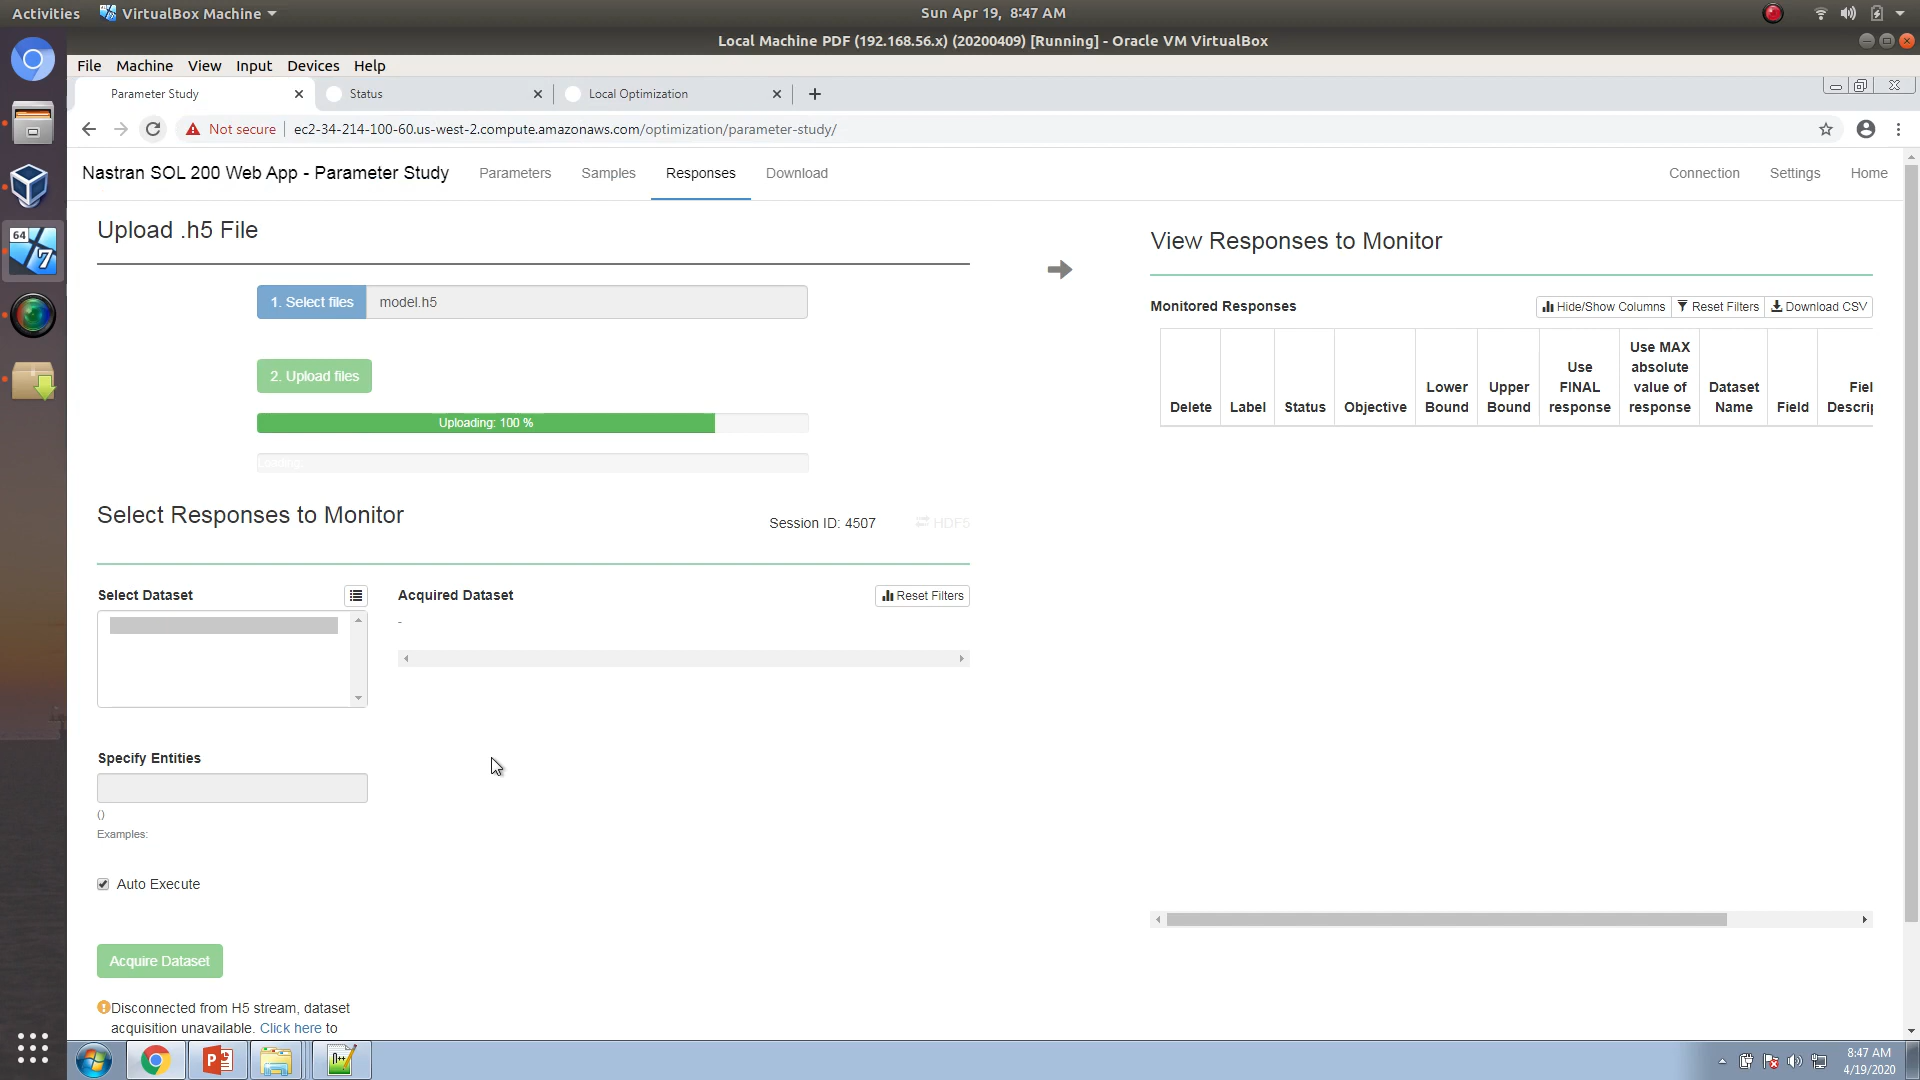 Activities
VirtualBox Machine
Sun Apr 19, 8:47 AM
Local Machine PDF (192.168.56.x) (20200409) [Running] - Oracle VM VirtualBox
File Machine View Input Devices Help
Parameter Study
Status
Local Optimization
Not secure
ec2-34-214-100-60.us-west-2.compute.amazonaws.com/optimization/parameter-study/
Nastran SOL 200 Web App - Parameter Study
Parameters
Samples
Responses
Download
Connection
Settings
Home
Upload .h5 File
1. Select files
model.h5
2. Upload files
Uploading: 100 %
Loading:
Select Responses to Monitor
Session ID: 4507
HDF5
Select Dataset
Acquired Dataset
Reset Filters
-
Specify Entities
()
Examples:
Auto Execute
Acquire Dataset
Disconnected from H5 stream, dataset
acquisition unavailable. Click here to
View Responses to Monitor
Monitored Responses
Hide/Show Columns
Reset Filters
Download CSV
Delete
Label
Status
Objective
Lower
Bound
Upper
Bound
Use
FINAL
response
Use MAX
absolute
value of
response
Dataset
Name
Field
Fiel
Descrip
64
7
8:47 AM
4/19/2020